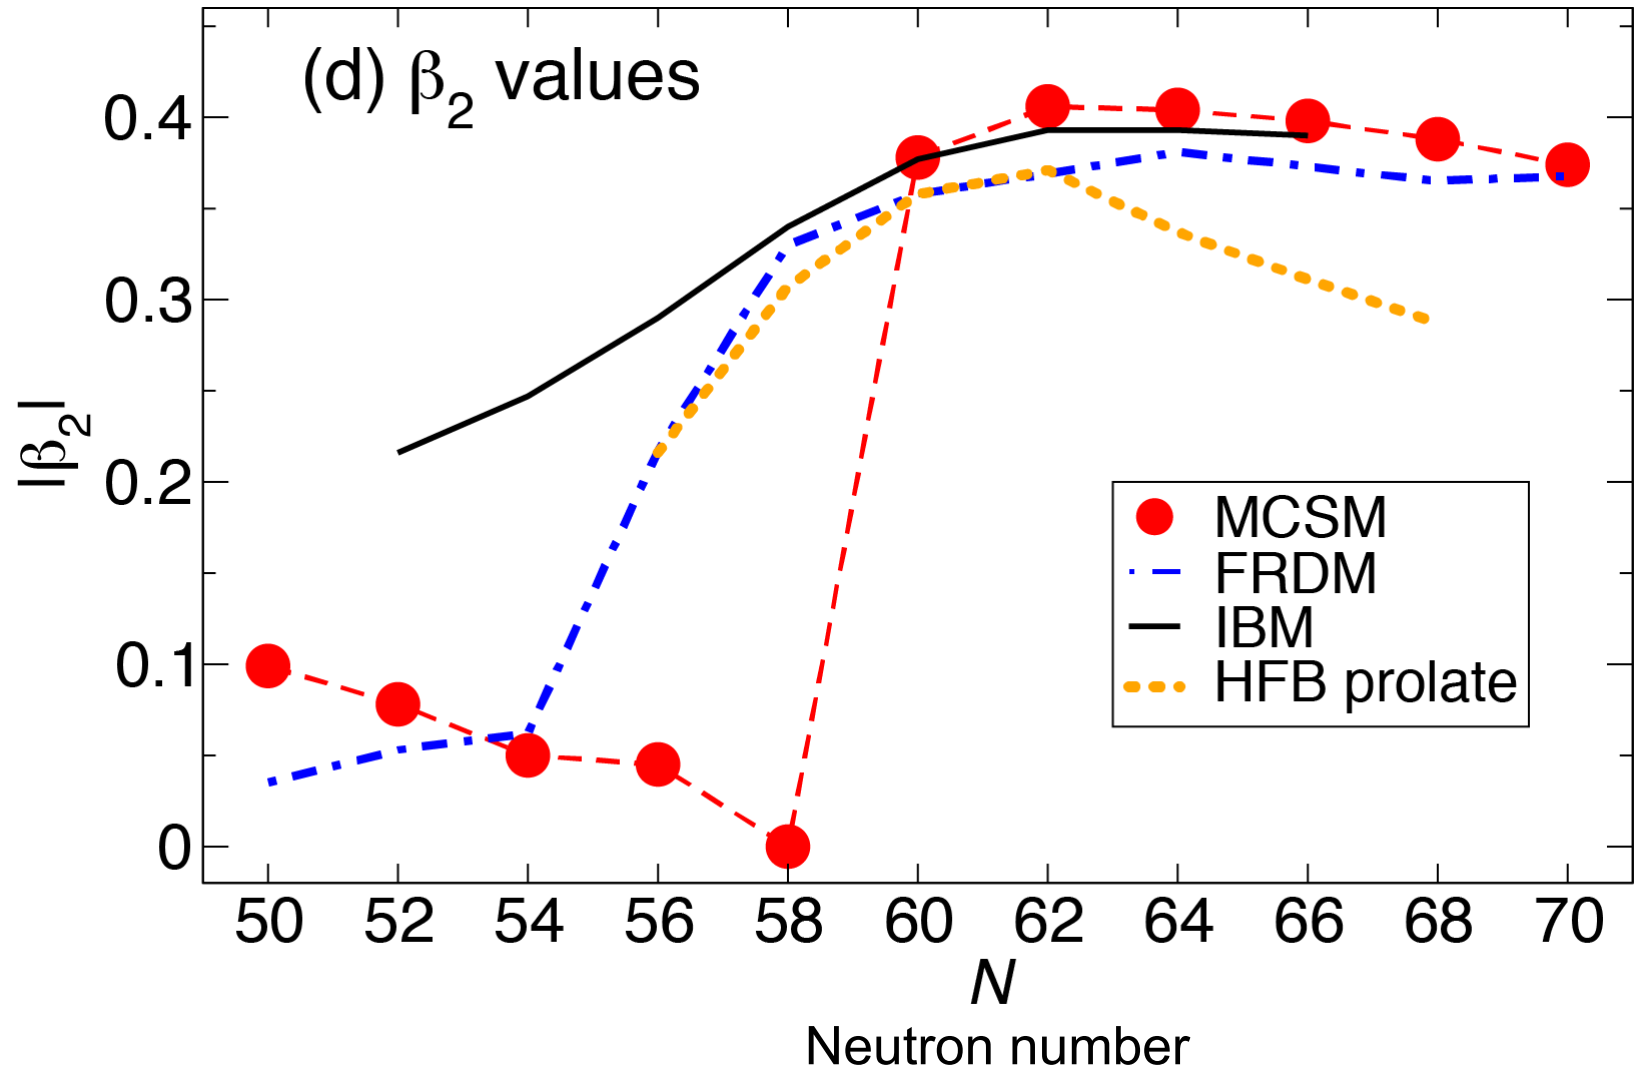 (d) β₂ values
|β₂|
0.4
0.3
0.2
0.1
0
MCSM
FRDM
IBM
HFB prolate
50 52 54 56 58 60 62 64 66 68 70
N
Neutron number